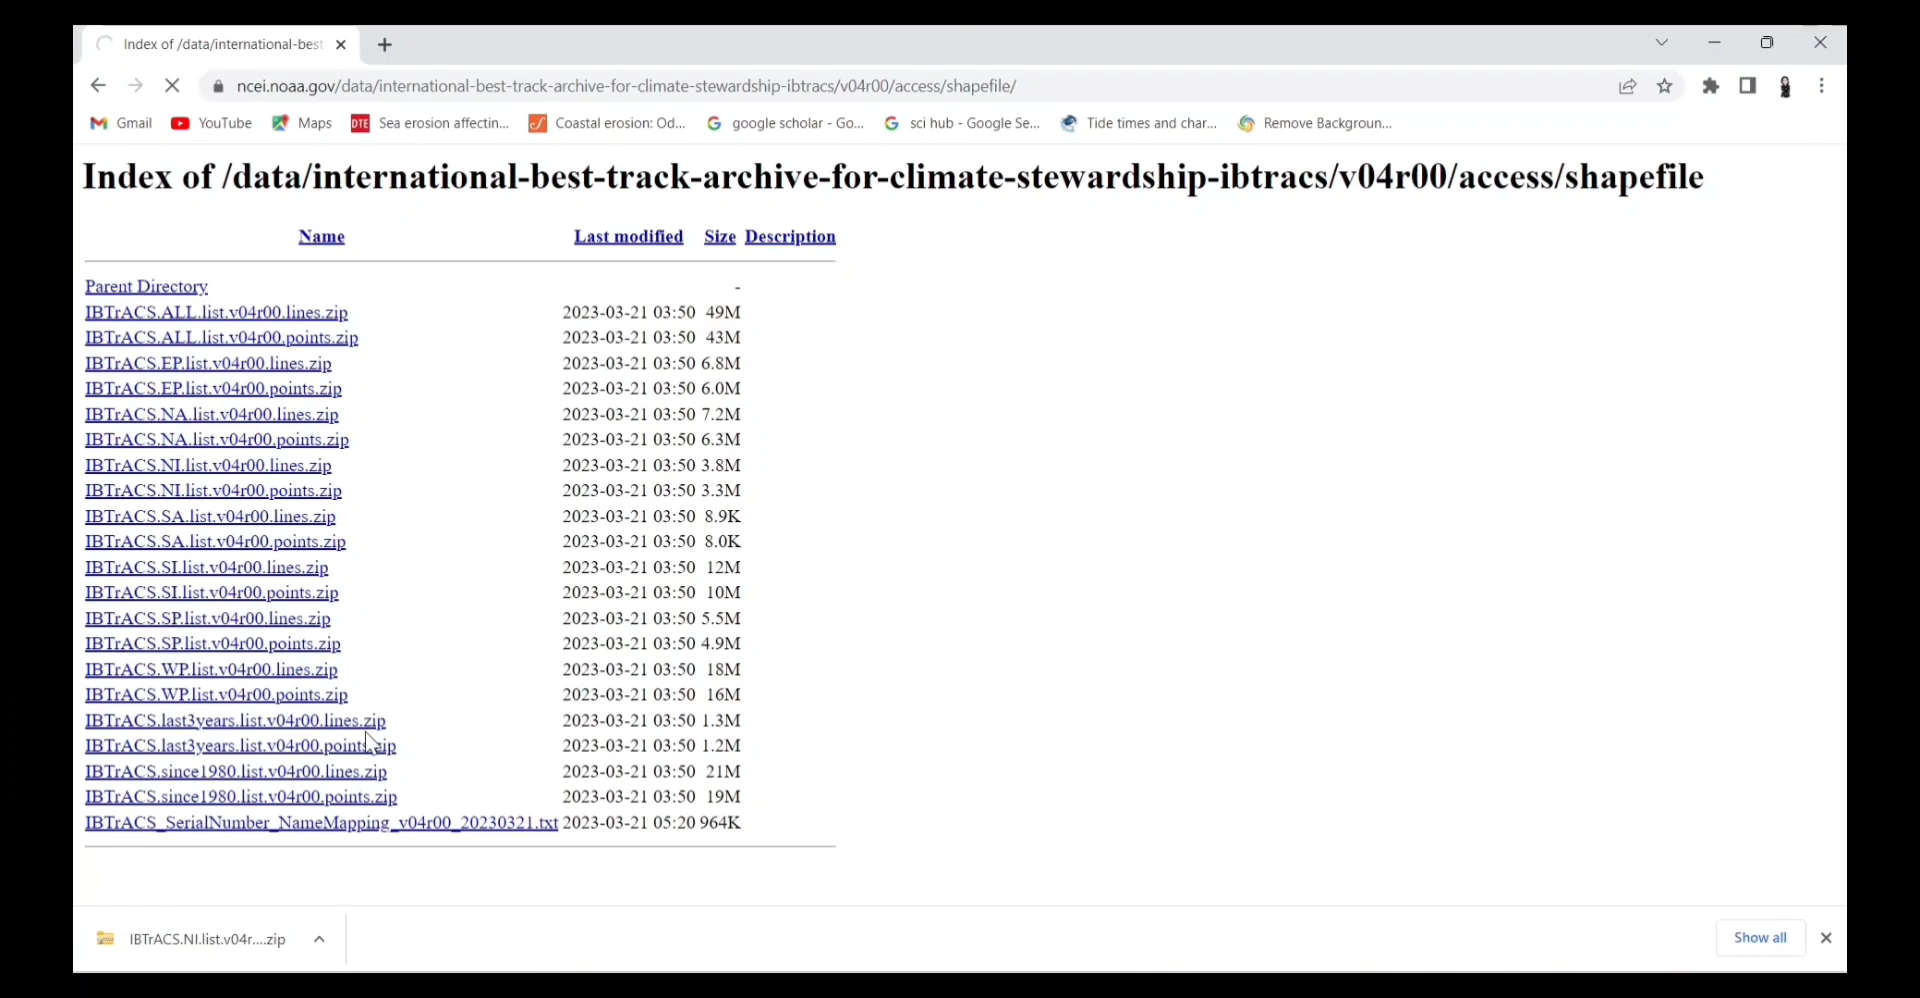 Index of /data/international-best
ncei.noaa.gov/data/international-best-track-archive-for-climate-stewardship-ibtracs/v04r00/access/shapefile/
Gmail YouTube Maps DTE Sea erosion affectin... Coastal erosion: Od... google scholar - Go... sci hub - Google Se... Tide times and char... Remove Backgroun...
Index of /data/international-best-track-archive-for-climate-stewardship-ibtracs/v04r00/access/shapefile
Name Last modified Size Description
Parent Directory -
IBTrACS.ALL.list.v04r00.lines.zip 2023-03-21 03:50 49M
IBTrACS.ALL.list.v04r00.points.zip 2023-03-21 03:50 43M
IBTrACS.EP.list.v04r00.lines.zip 2023-03-21 03:50 6.8M
IBTrACS.EP.list.v04r00.points.zip 2023-03-21 03:50 6.0M
IBTrACS.NA.list.v04r00.lines.zip 2023-03-21 03:50 7.2M
IBTrACS.NA.list.v04r00.points.zip 2023-03-21 03:50 6.3M
IBTrACS.NI.list.v04r00.lines.zip 2023-03-21 03:50 3.8M
IBTrACS.NI.list.v04r00.points.zip 2023-03-21 03:50 3.3M
IBTrACS.SA.list.v04r00.lines.zip 2023-03-21 03:50 8.9K
IBTrACS.SA.list.v04r00.points.zip 2023-03-21 03:50 8.0K
IBTrACS.SI.list.v04r00.lines.zip 2023-03-21 03:50 12M
IBTrACS.SI.list.v04r00.points.zip 2023-03-21 03:50 10M
IBTrACS.SP.list.v04r00.lines.zip 2023-03-21 03:50 5.5M
IBTrACS.SP.list.v04r00.points.zip 2023-03-21 03:50 4.9M
IBTrACS.WP.list.v04r00.lines.zip 2023-03-21 03:50 18M
IBTrACS.WP.list.v04r00.points.zip 2023-03-21 03:50 16M
IBTrACS.last3years.list.v04r00.lines.zip 2023-03-21 03:50 1.3M
IBTrACS.last3years.list.v04r00.points.zip 2023-03-21 03:50 1.2M
IBTrACS.since1980.list.v04r00.lines.zip 2023-03-21 03:50 21M
IBTrACS.since1980.list.v04r00.points.zip 2023-03-21 03:50 19M
IBTrACS_SerialNumber_NameMapping_v04r00_20230321.txt 2023-03-21 05:20 964K
IBTrACS.NI.list.v04r....zip Show all